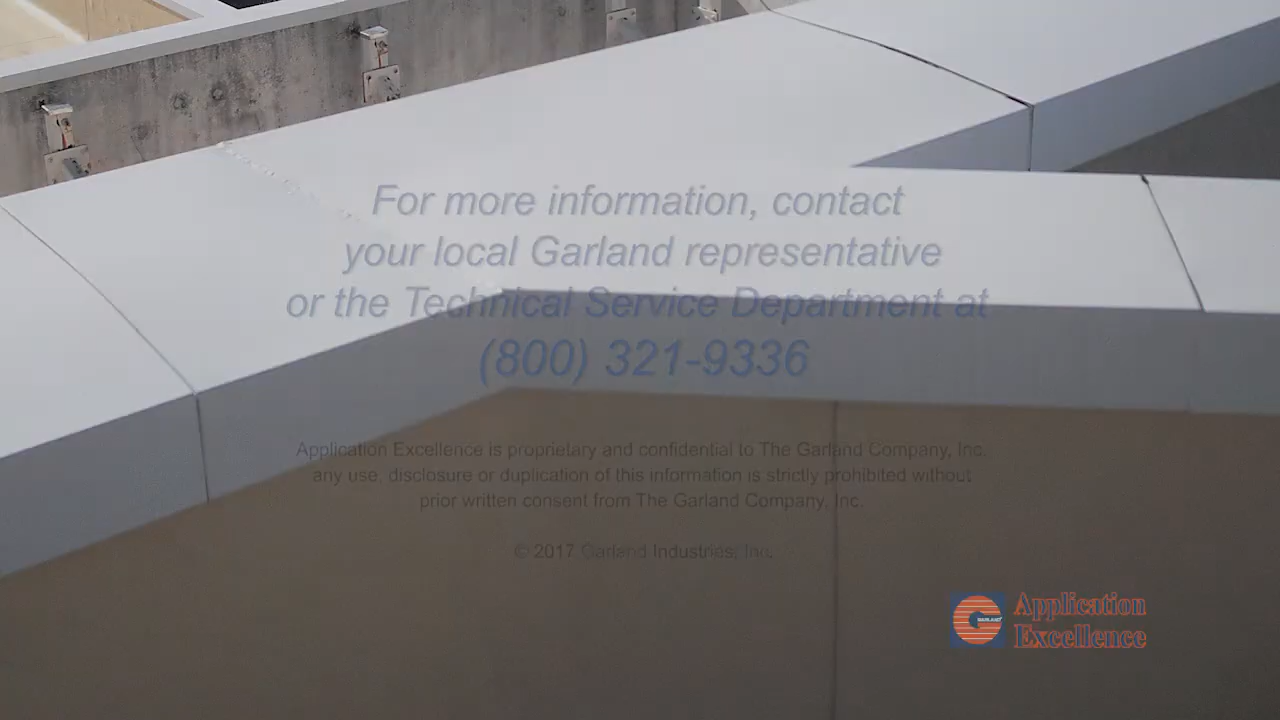 For more information, contact
your local Garland representative
or the Technical Service Department at
(800) 321-9336
Application Excellence is proprietary and confidential to The Garland Company, Inc.
any use, disclosure or duplication of this information is strictly prohibited without
prior written consent from The Garland Company, Inc.
© 2017 Garland Industries, Inc.
GARLAND
Application
Excellence